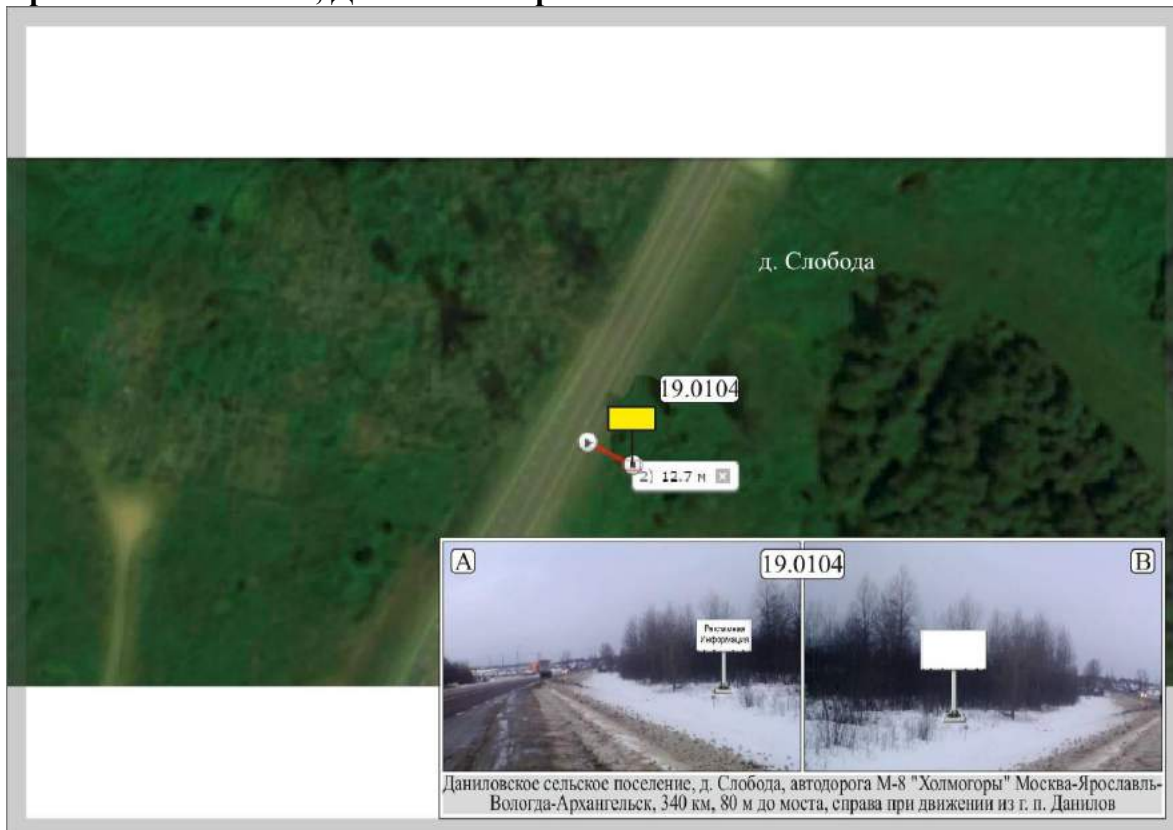 д. Слобода
19.0104
2) 12.7 м
A
19.0104
B
Рекламная
Информация
Даниловское сельское поселение, д. Слобода, автодорога М-8 "Холмогоры" Москва-Ярославль-
Вологда-Архангельск, 340 км, 80 м до моста, справа при движении из г. п. Данилов